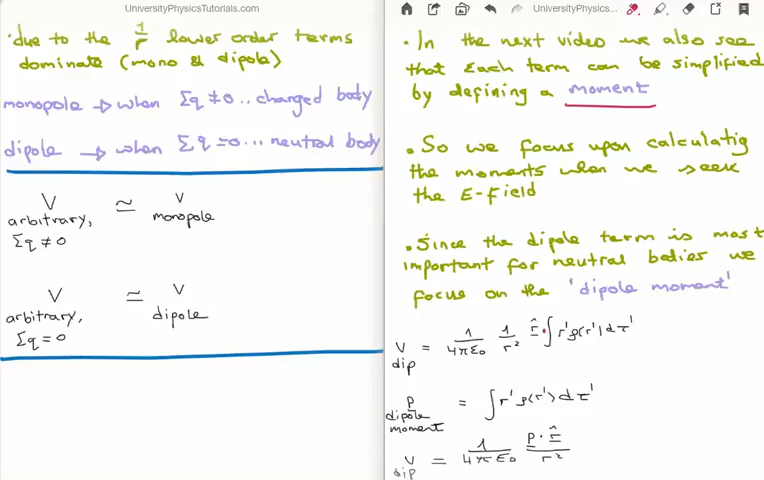 UniversityPhysicsTutorials.com
• due to the 1/r lower order terms
dominate (mono & dipole)
monopole → when Σq ≠ 0 .. charged body
dipole → when Σq = 0 ... neutral body
V arbitrary, Σq ≠ 0 ≃ V monopole
V arbitrary, Σq = 0 ≃ V dipole
UniversityPhysics...
• In the next video we also see
that each term can be simplified
by defining a moment
• So we focus upon calculatig
the moments when we seek
the E-field
• Since the dipole term is most
important for neutral bodies we
focus on the 'dipole moment'
V dip = 1/4πε₀ 1/r² r̂·∫ r' ρ(r') dτ'
p dipole moment = ∫ r' ρ(r') dτ'
V dip = 1/4πε₀ p·r̂/r²